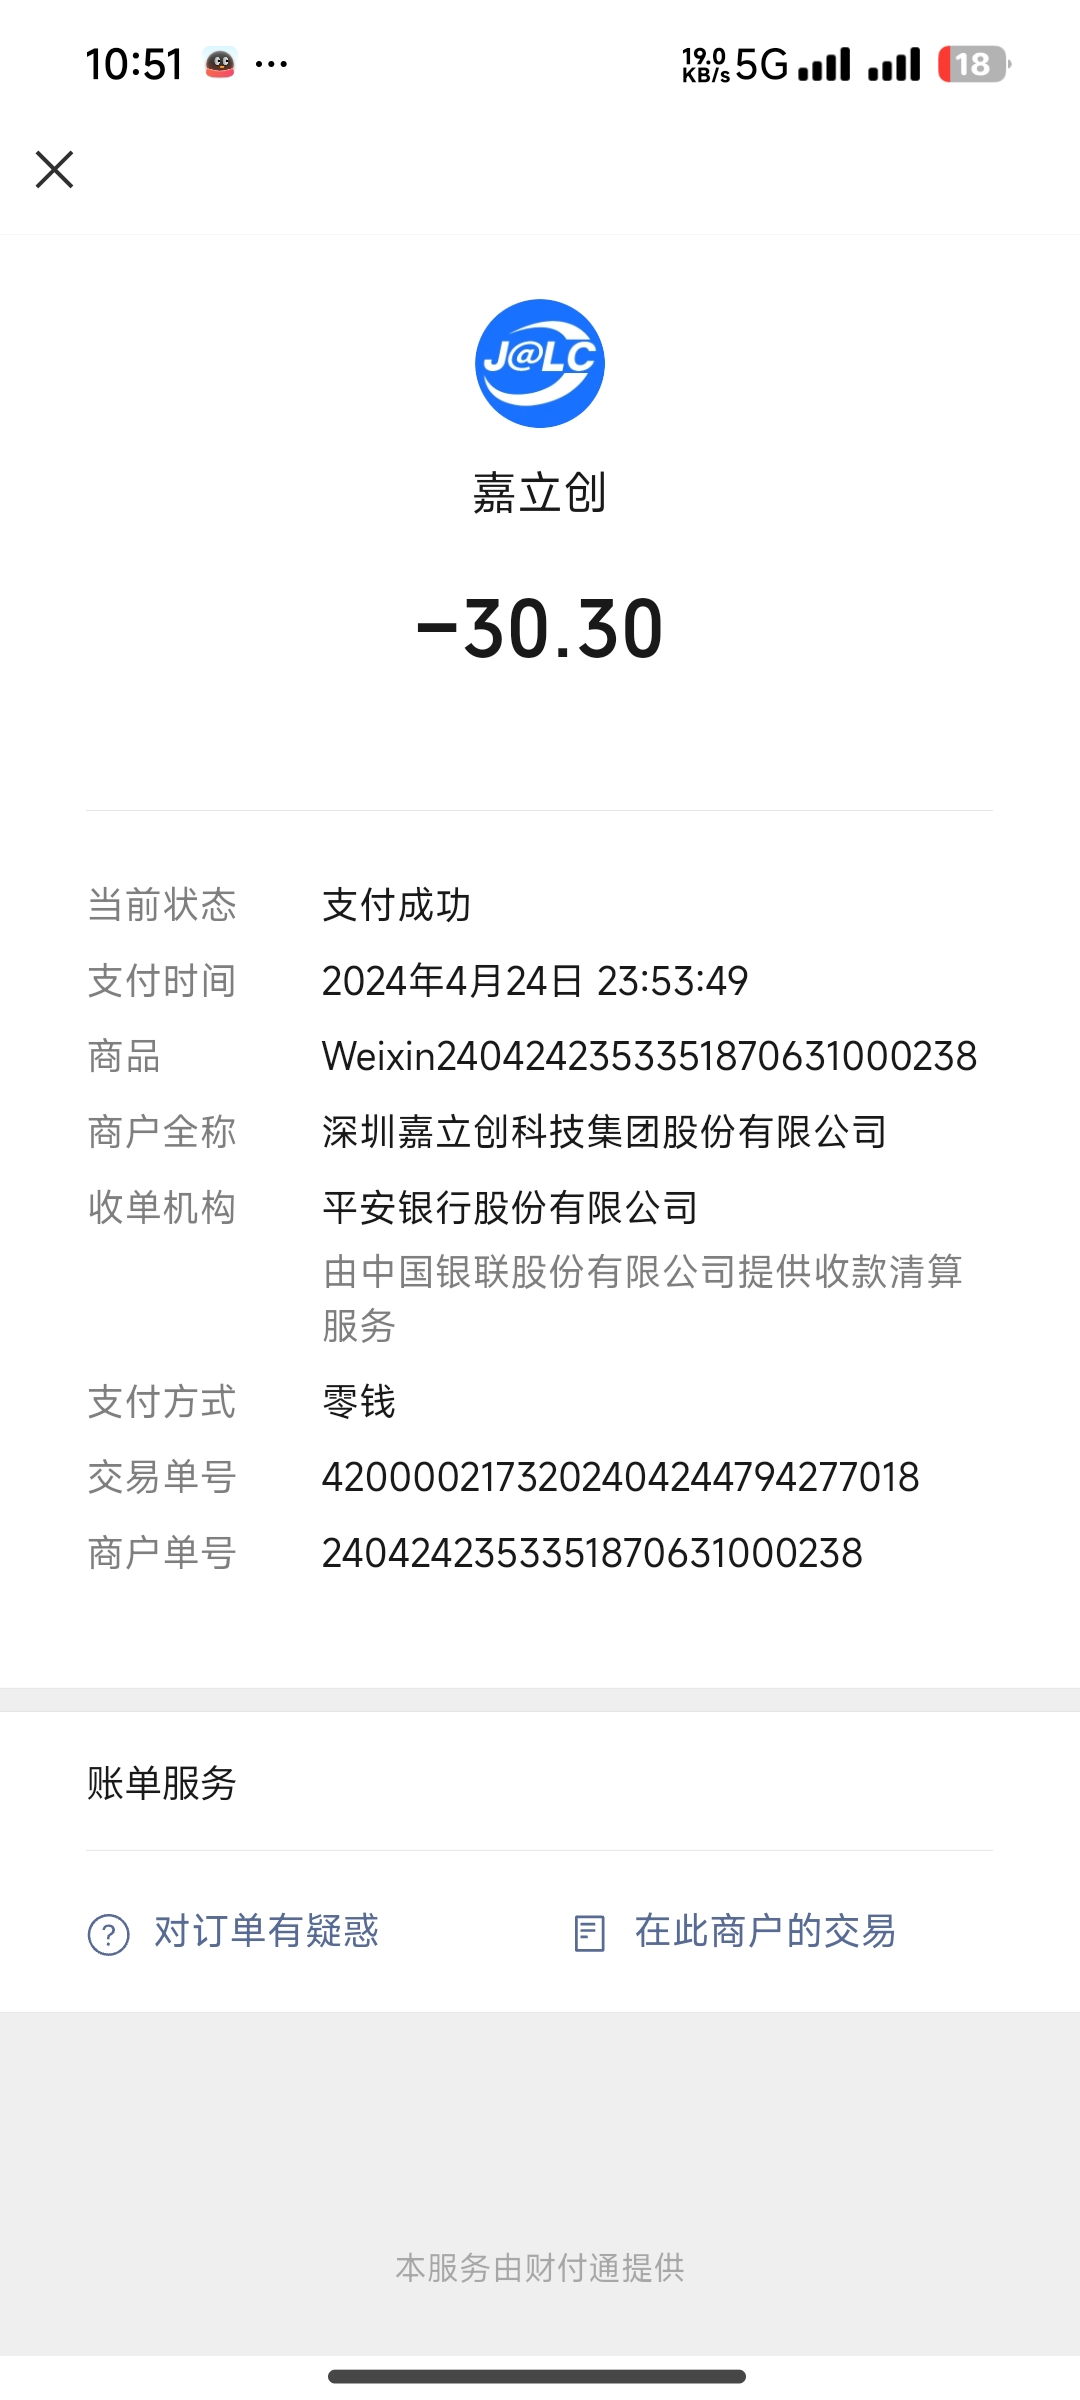 10:51 ... 19.0 KB/s 5G 18
J@LC
嘉立创
-30.30
当前状态 支付成功
支付时间 2024年4月24日 23:53:49
商品 Weixin2404242353351870631000238
商户全称 深圳嘉立创科技集团股份有限公司
收单机构 平安银行股份有限公司
由中国银联股份有限公司提供收款清算
服务
支付方式 零钱
交易单号 4200002173202404244794277018
商户单号 2404242353351870631000238
账单服务
? 对订单有疑惑 在此商户的交易
本服务由财付通提供